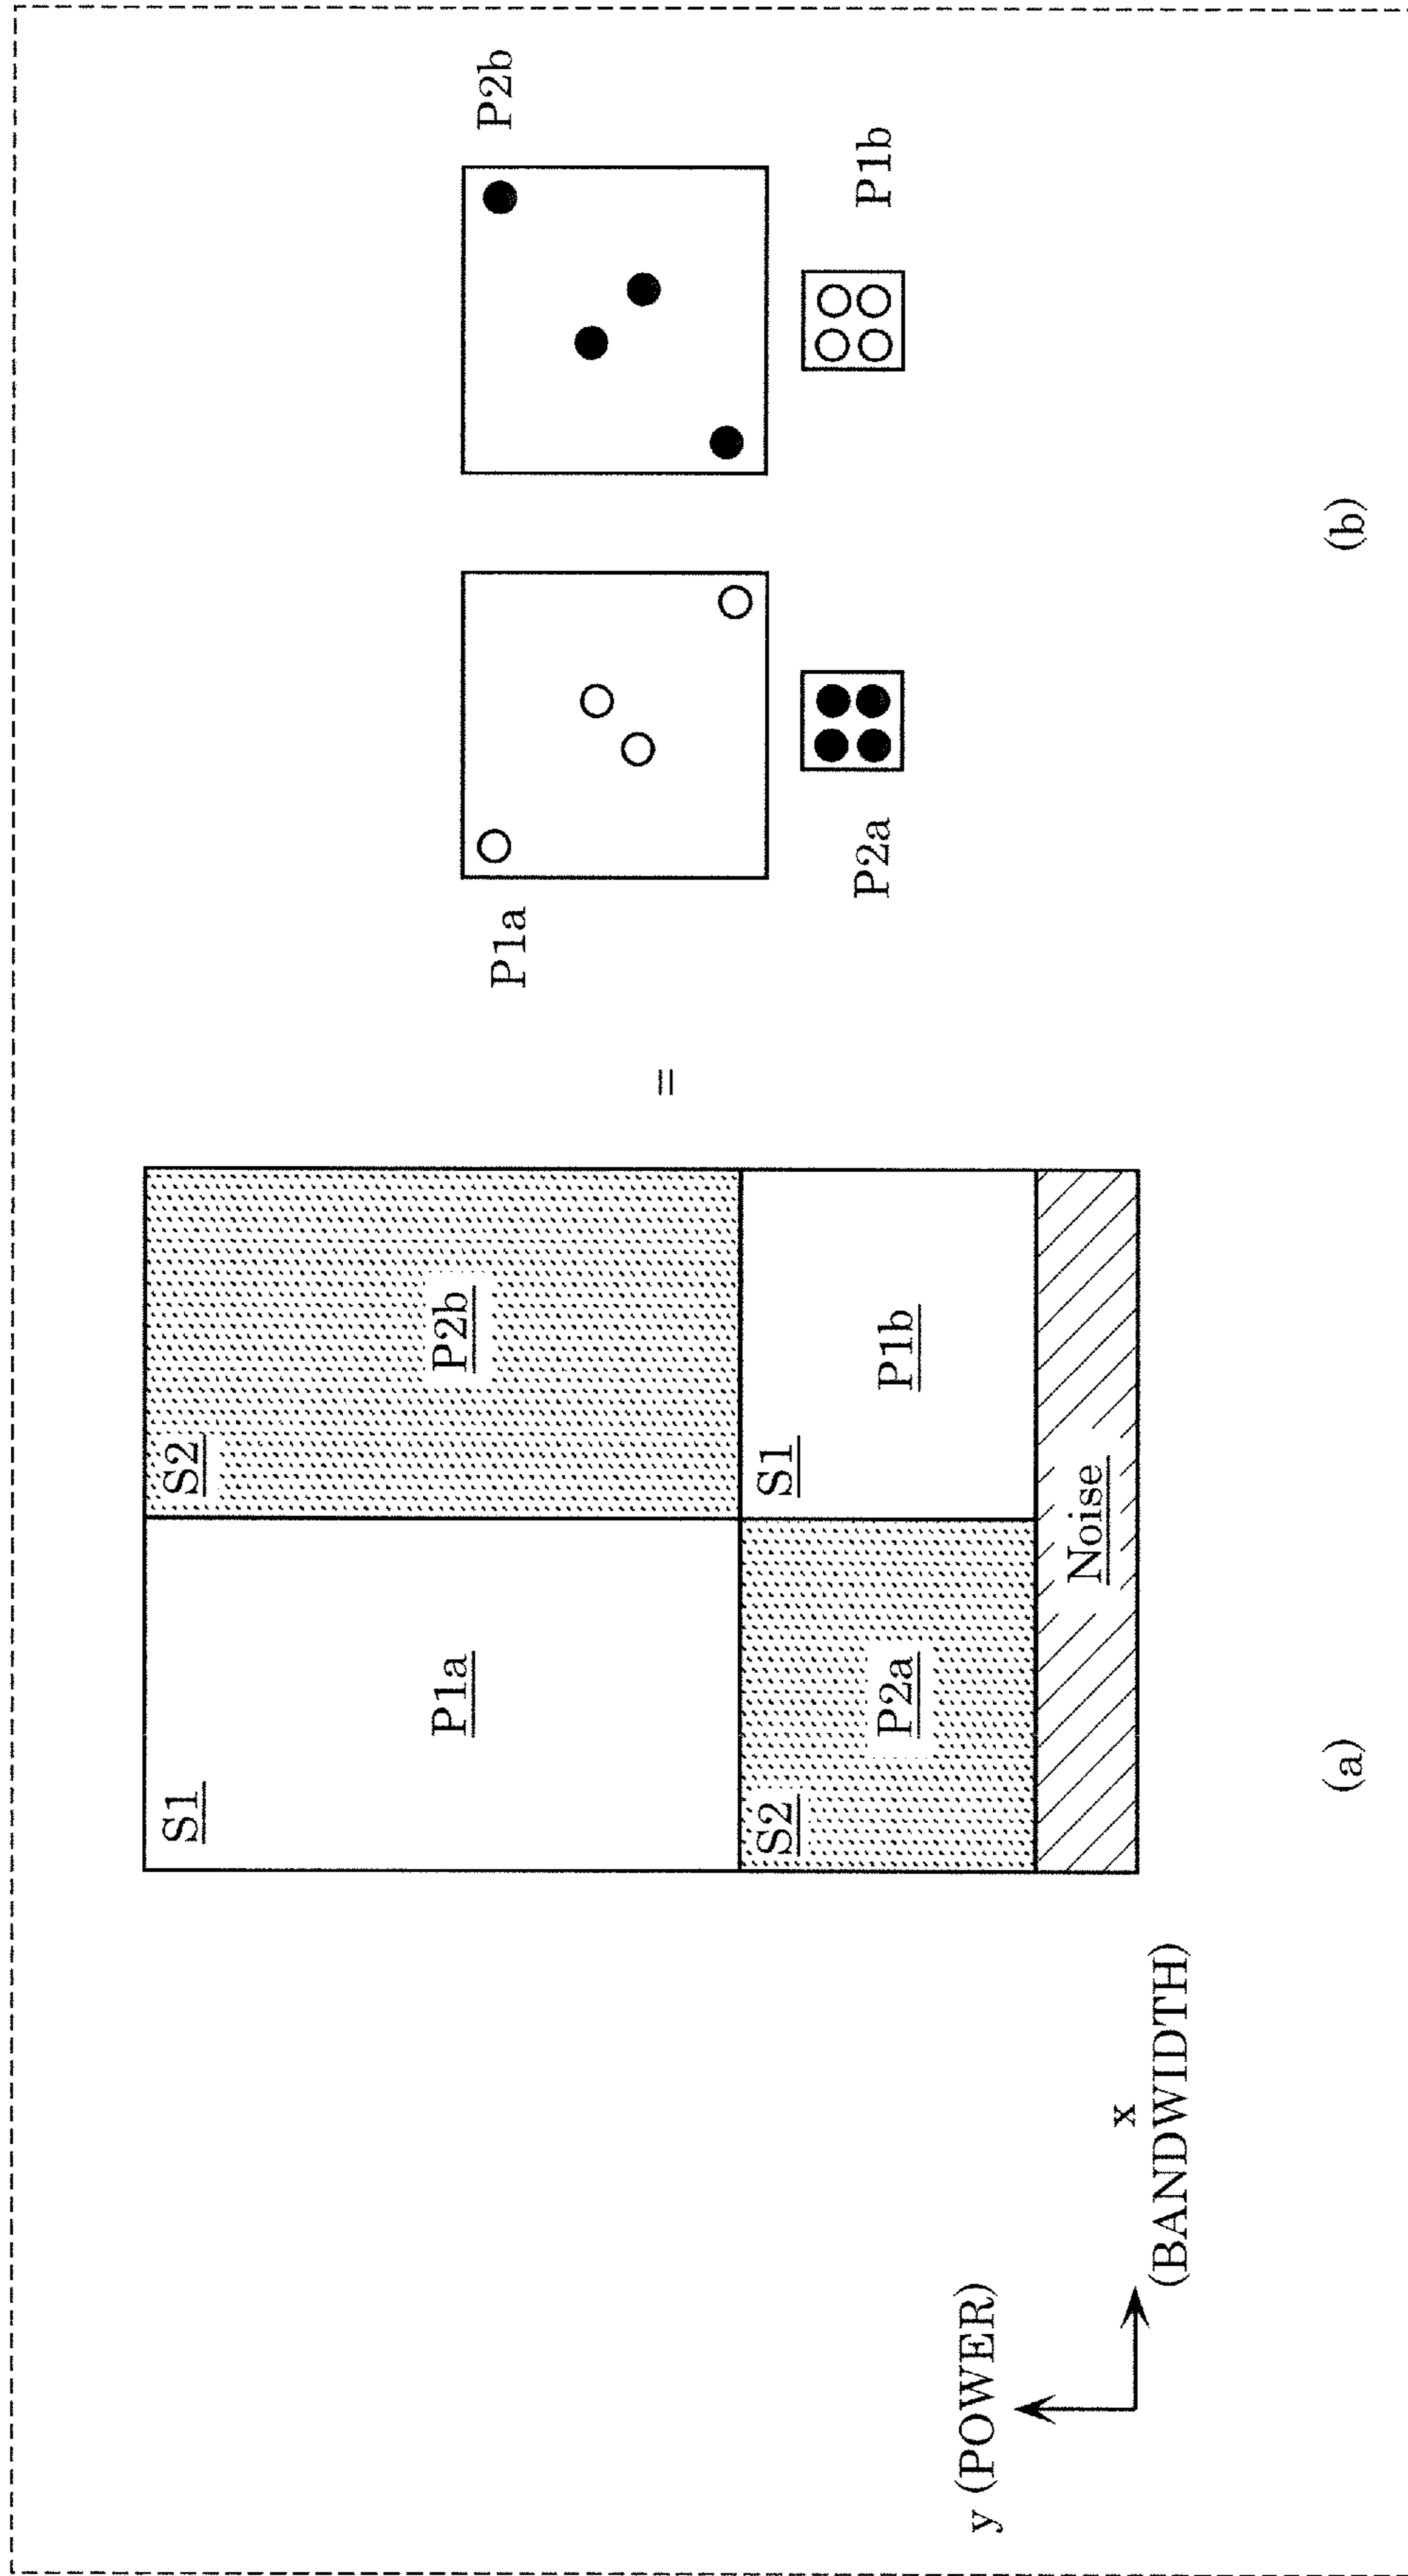 y (POWER)
x
(BANDWIDTH)
S1
P1a
S2
P2b
S2
P2a
S1
P1b
Noise
(a)
=
P1a
P2b
P2a
P1b
(b)